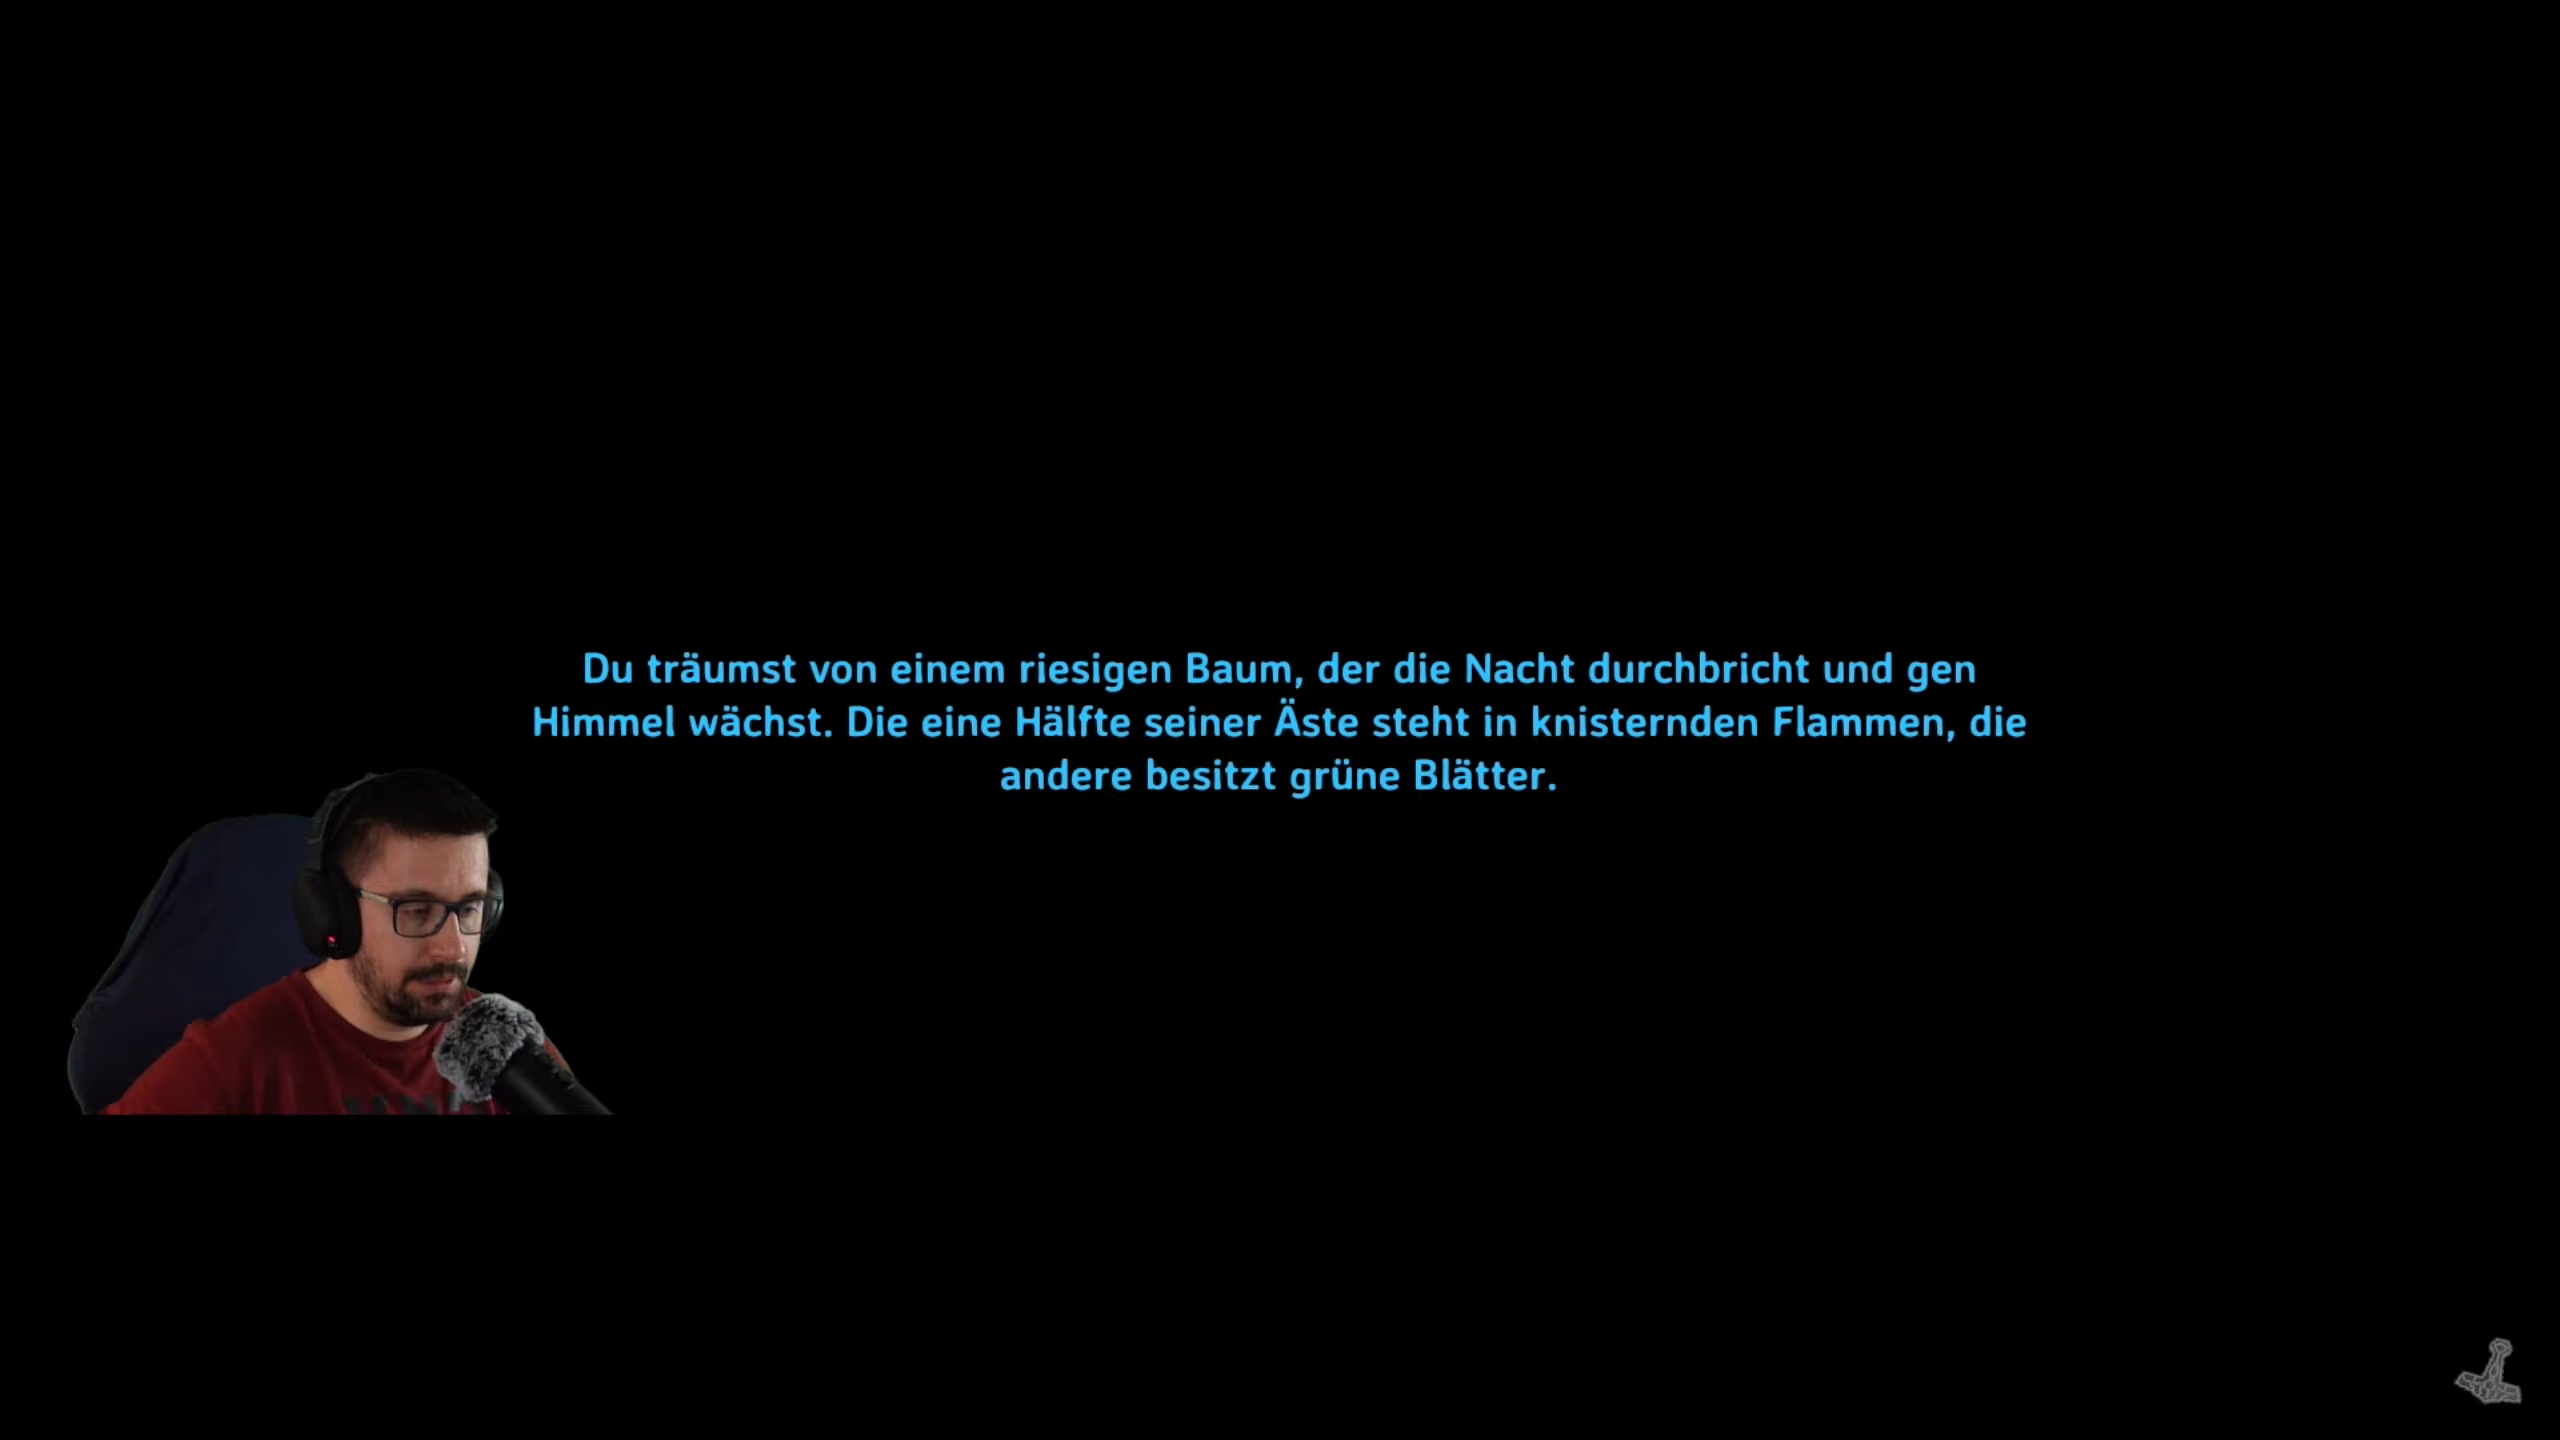 Du träumst von einem riesigen Baum, der die Nacht durchbricht und gen
Himmel wächst. Die eine Hälfte seiner Äste steht in knisternden Flammen, die
andere besitzt grüne Blätter.